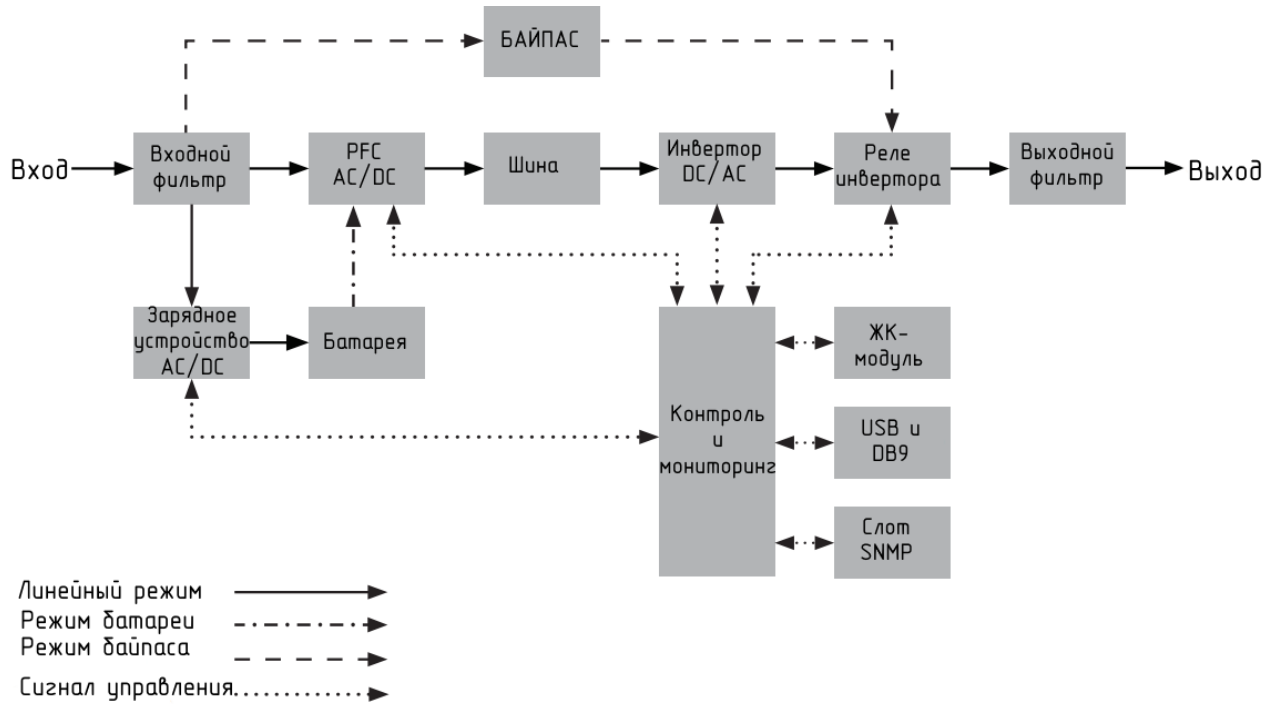 БАЙПАС
Вход
Входной
фильтр
PFC
AC/DC
Шина
Инвертор
DC/AC
Реле
инвертора
Выходной
фильтр
Выход
Зарядное
устройство
AC/DC
Батарея
ЖК-
модуль
Контроль
и
мониторинг
USB и
DB9
Слот
SNMP
Линейный режим
Режим батареи
Режим байпаса
Сигнал управления